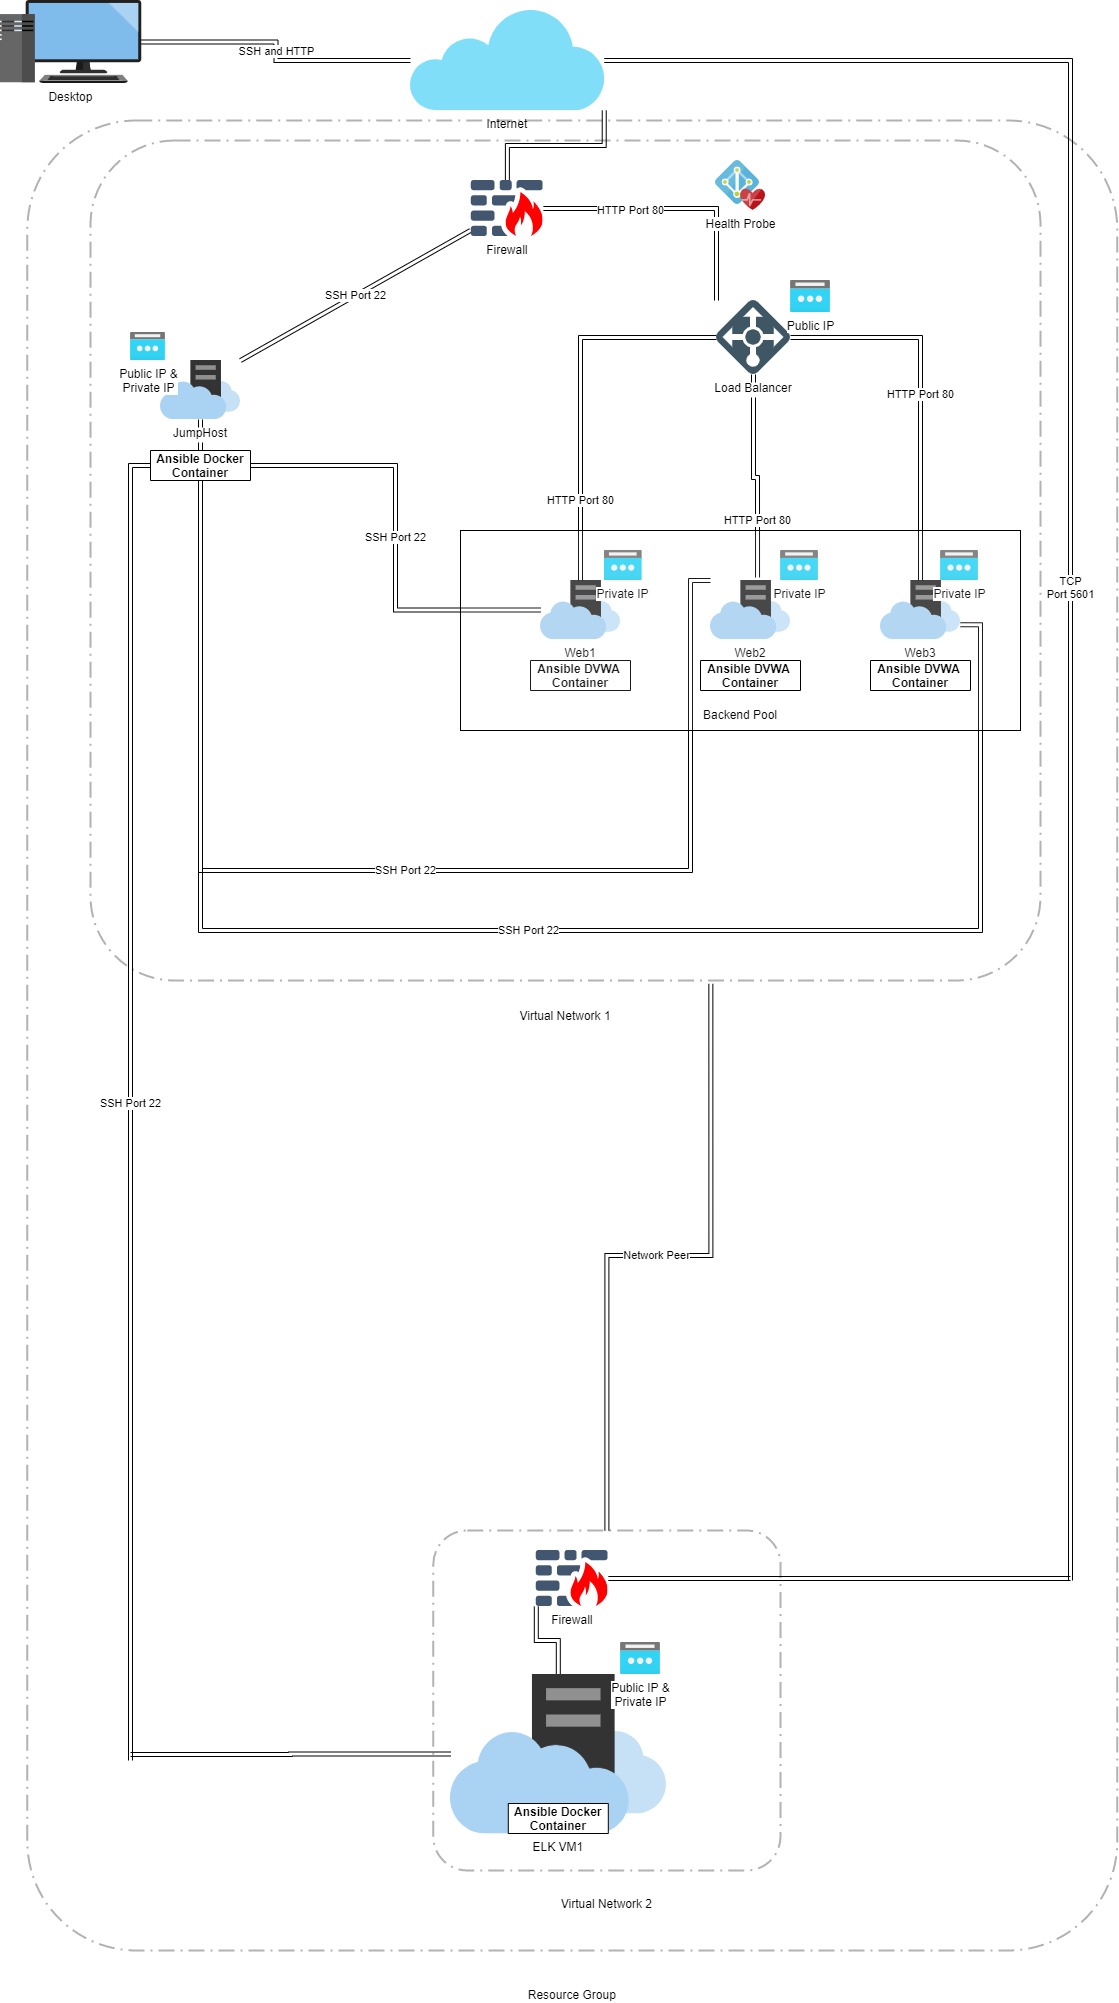 SSH and HTTP
Desktop
Internet
HTTP Port 80
Health Probe
Firewall
SSH Port 22
Public IP
Public IP &
Private IP
Load Balancer
HTTP Port 80
JumpHost
Ansible Docker
Container
HTTP Port 80
HTTP Port 80
SSH Port 22
TCP
Port 5601
Private IP
Private IP
Private IP
Web1
Web2
Web3
Ansible DVWA
Container
Ansible DVWA
Container
Ansible DVWA
Container
Backend Pool
SSH Port 22
SSH Port 22
Virtual Network 1
SSH Port 22
Network Peer
Firewall
Public IP &
Private IP
Ansible Docker
Container
ELK VM1
Virtual Network 2
Resource Group